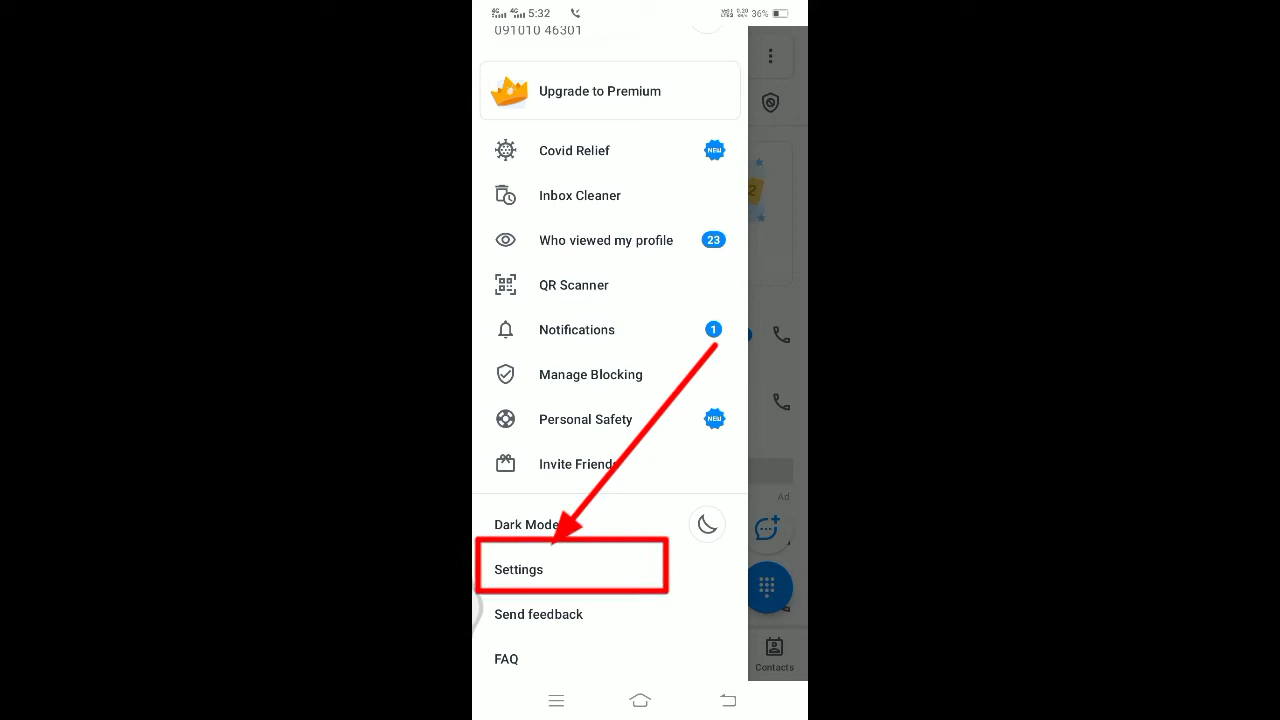 5:32
36%
091010 46301
Upgrade to Premium
Covid Relief NEW
Inbox Cleaner
Who viewed my profile 23
QR Scanner
Notifications 1
Manage Blocking
Personal Safety NEW
Invite Friends
Ad
Dark Mode
Settings
Send feedback
FAQ
Contacts